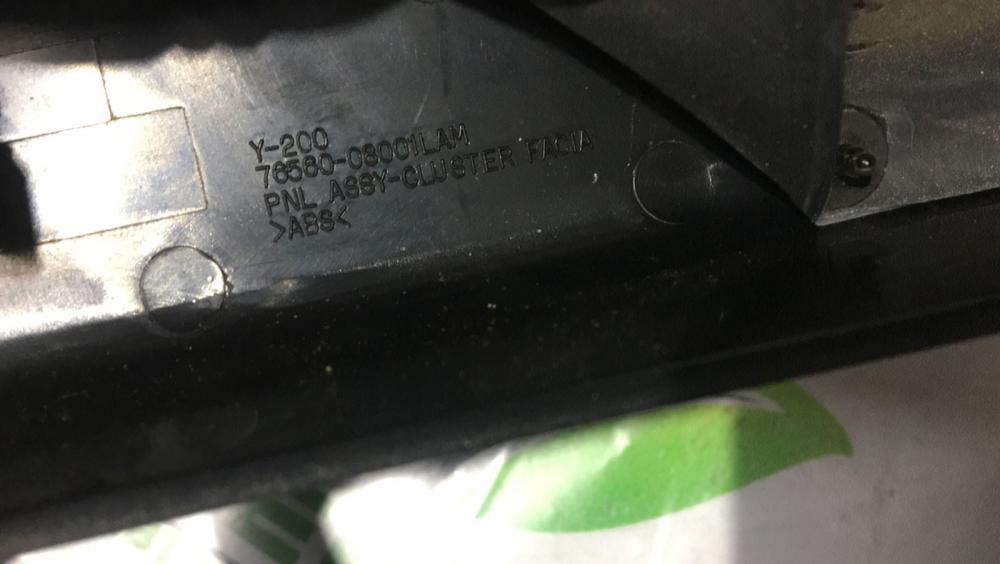 Y-200
76580-08001LAM
PNL ASSY-CLUSTER FACIA
>ABS<